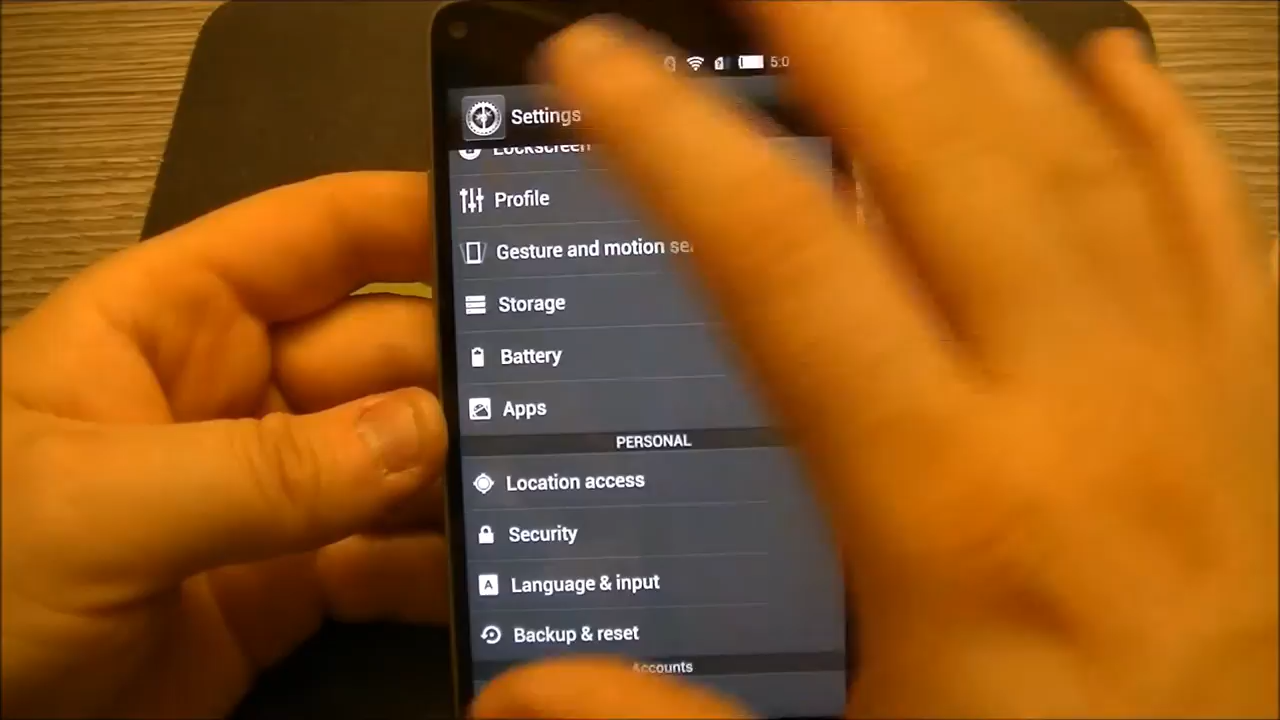 5:0
Settings
Lockscreen
Profile
Gesture and motion se
Storage
Battery
Apps
PERSONAL
Location access
Security
Language & input
Backup & reset
Accounts